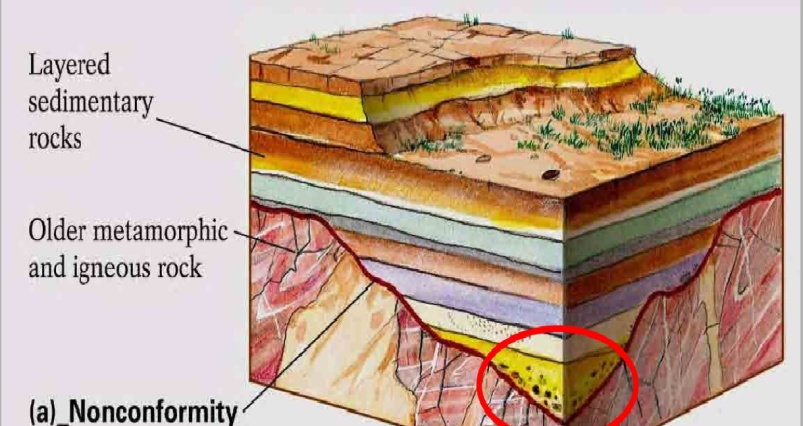 Layered
sedimentary
rocks
Older metamorphic
and igneous rock
(a)_Nonconformity